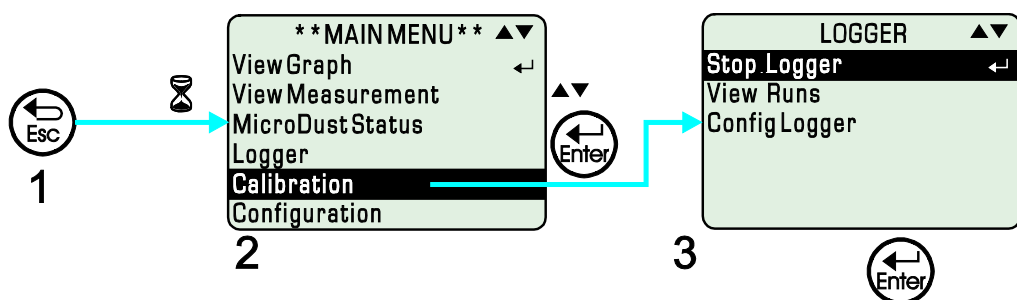 Esc
1
**MAIN MENU** ▲▼
View Graph ↵
View Measurement
MicroDust Status
Logger
Calibration
Configuration
2
▲▼
Enter
LOGGER ▲▼
Stop.Logger ↵
View Runs
Config Logger
3
Enter